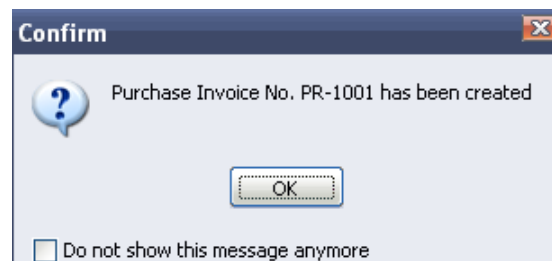 Confirm
Purchase Invoice No. PR-1001 has been created
OK
Do not show this message anymore